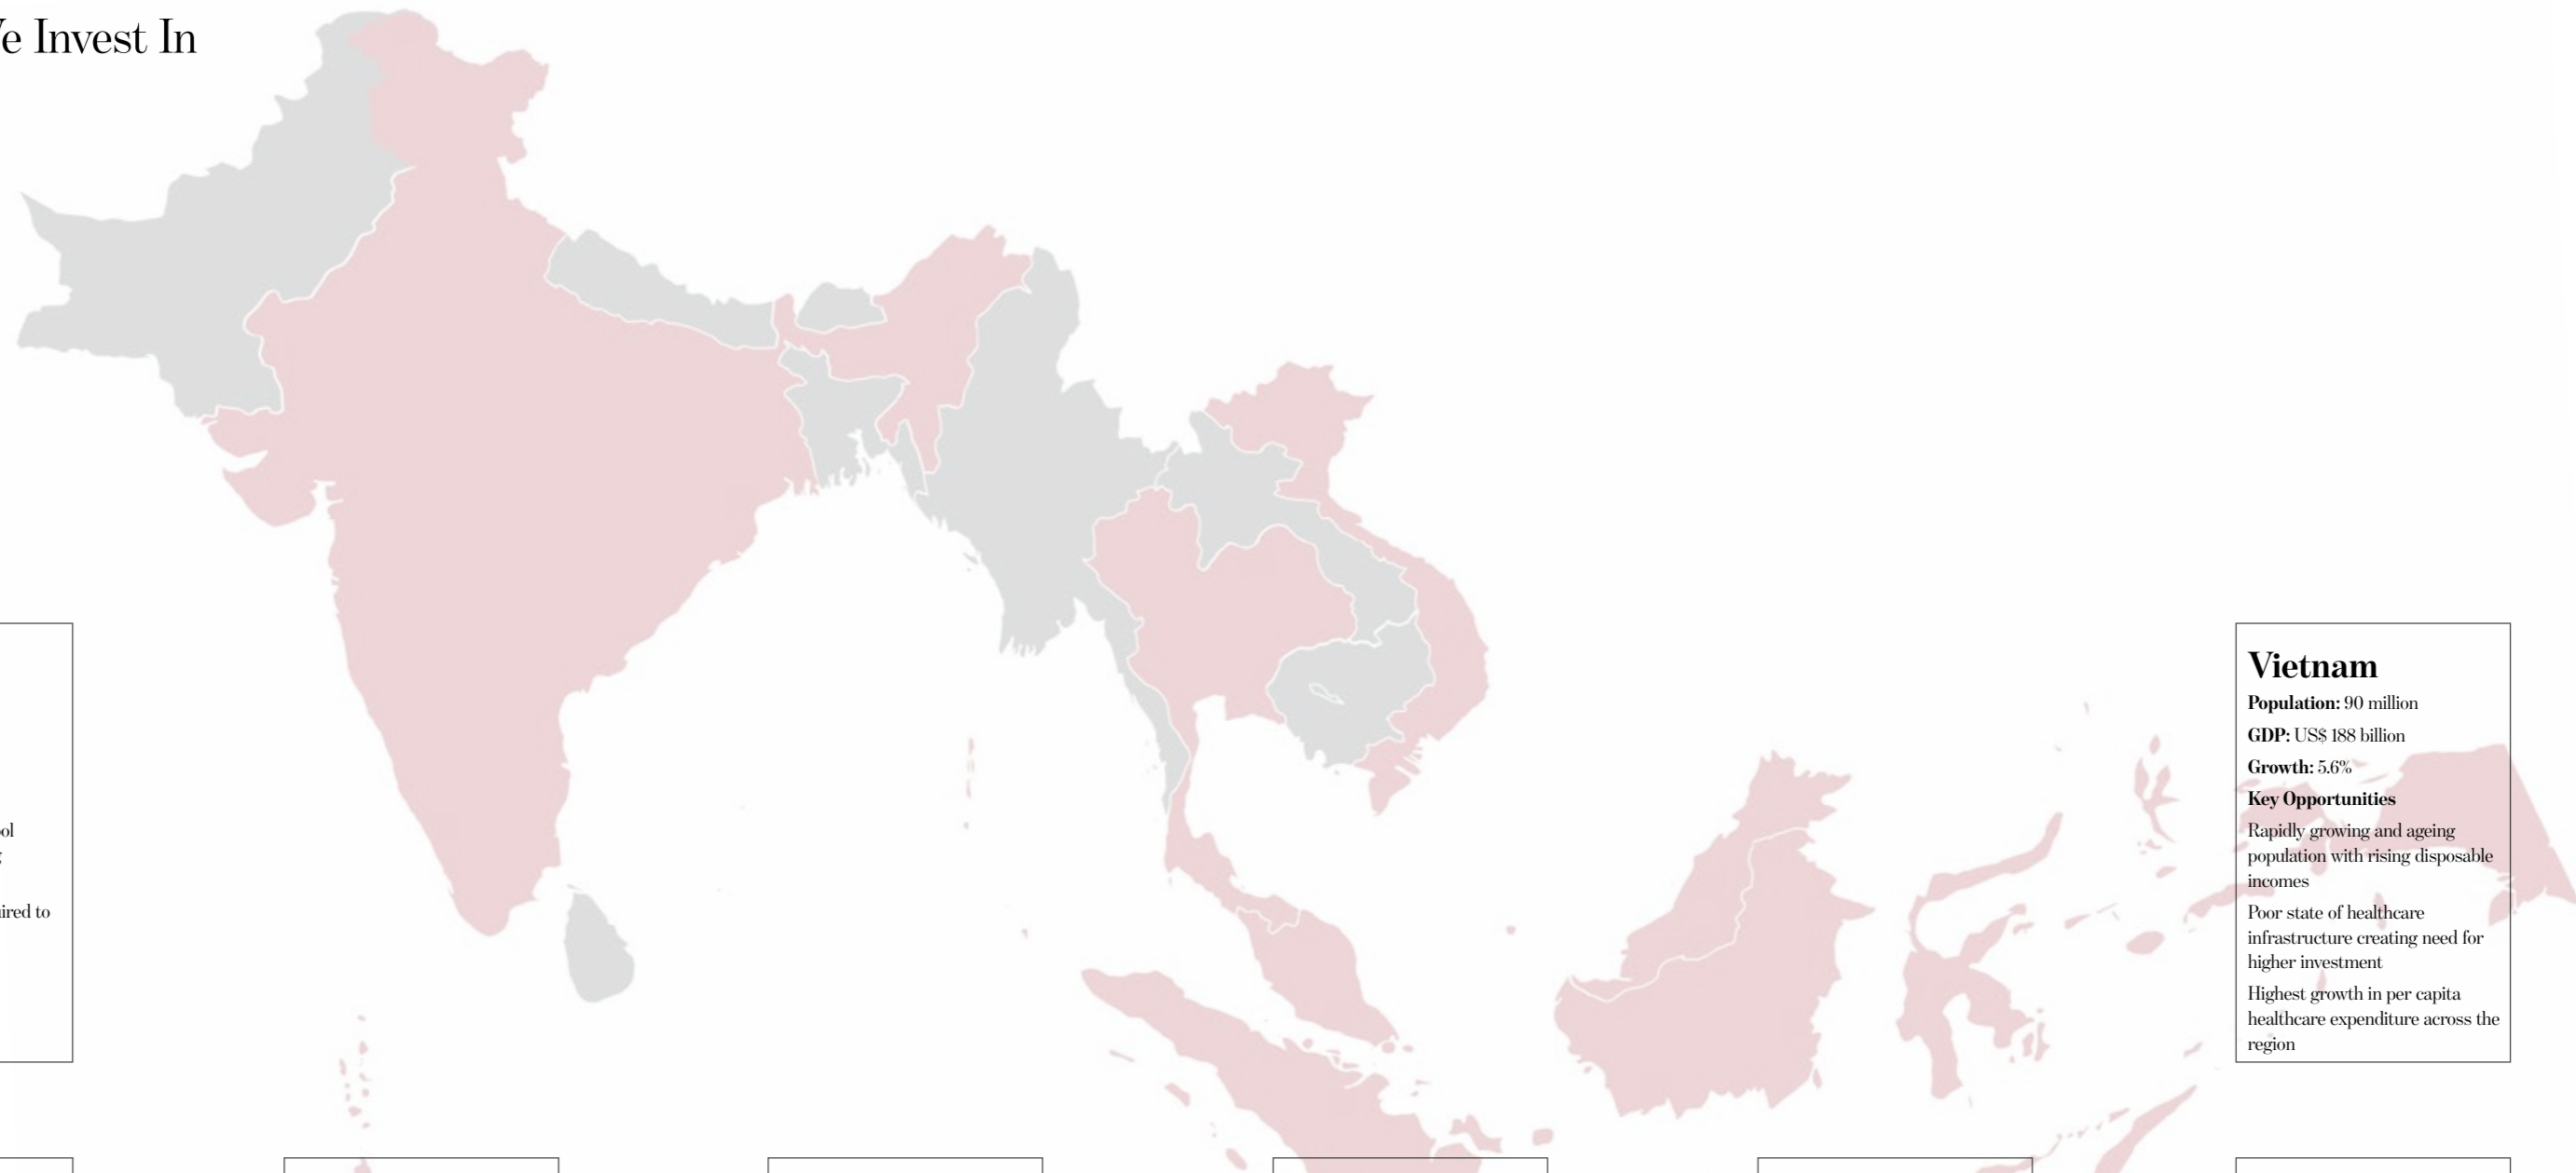 Invest In
ired to
Vietnam
Population: 90 million
GDP: US$ 188 billion
Growth: 5.6%
Key Opportunities
Rapidly growing and ageing
population with rising disposable
incomes
Poor state of healthcare
infrastructure creating need for
higher investment
Highest growth in per capita
healthcare expenditure across the
region